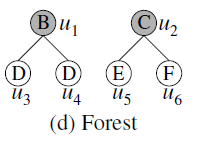 B u₁ C u₂
D D E F
u₃ u₄ u₅ u₆
(d) Forest